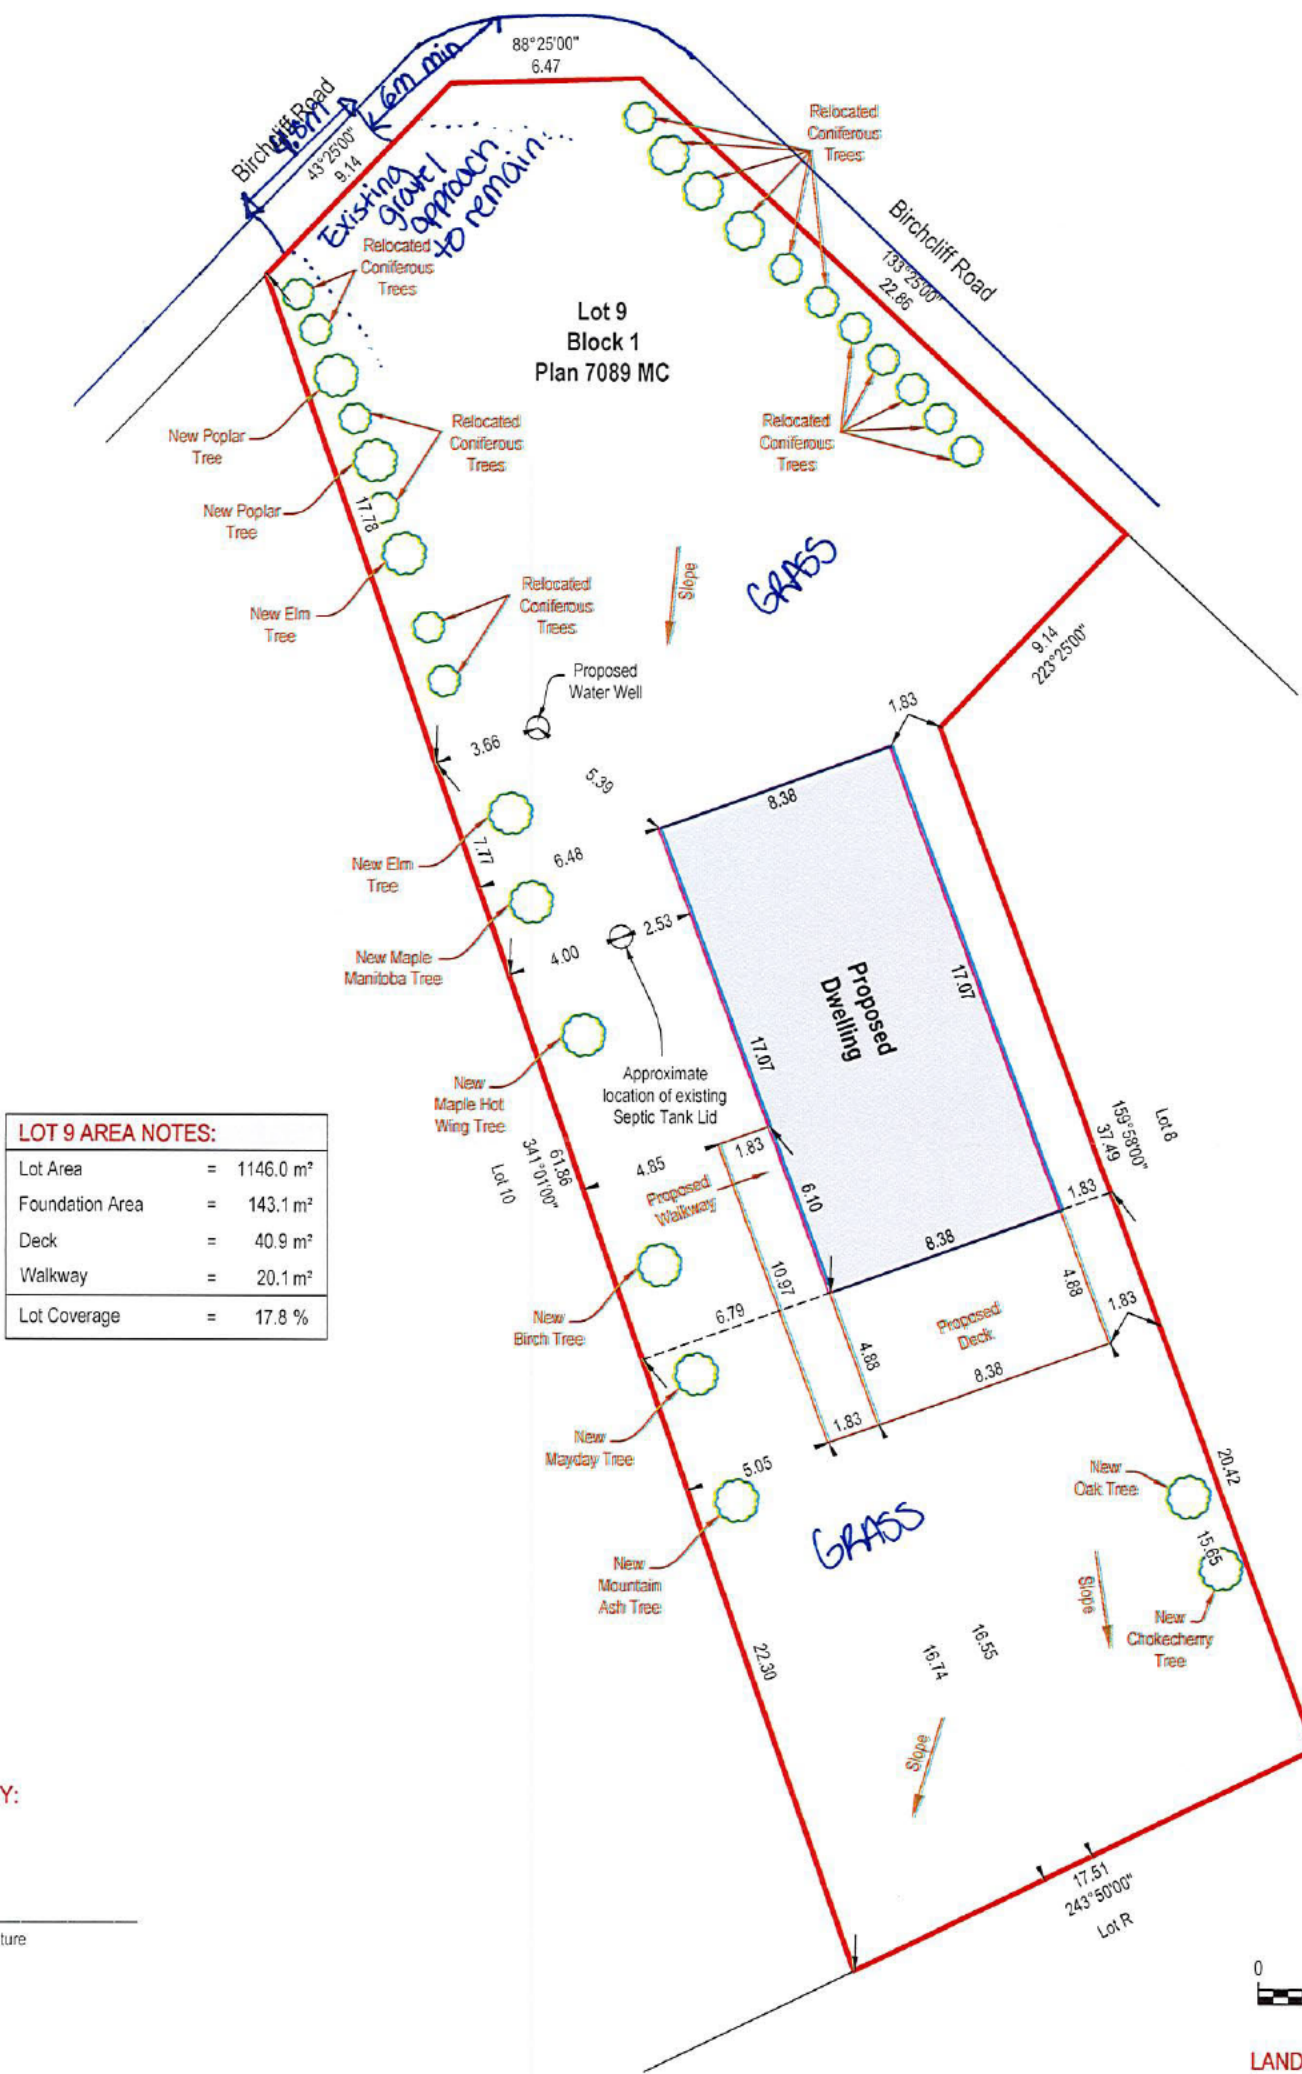 88°25'00"
6.47
6m min
Birchcliff Road
43°25'00"
9.14
Existing
gravel
approach
to remain
Relocated
Coniferous
Trees
Relocated
Coniferous
Trees
Birchcliff Road
133°25'00"
22.86
Lot 9
Block 1
Plan 7089 MC
New Poplar
Tree
Relocated
Coniferous
Trees
Relocated
Coniferous
Trees
New Poplar
Tree
17.78
New Elm
Tree
Relocated
Coniferous
Trees
Slope
GRASS
9.14
223°25'00"
Proposed
Water Well
3.66
5.39
1.83
8.38
New Elm
Tree
7.77
6.48
New Maple
Manitoba Tree
4.00
2.53
Proposed
Dwelling
17.07
17.07
New
Maple Hot
Wing Tree
Approximate
location of existing
Septic Tank Lid
LOT 9 AREA NOTES:
Lot Area = 1146.0 m²
Foundation Area = 143.1 m²
Deck = 40.9 m²
Walkway = 20.1 m²
Lot Coverage = 17.8 %
Lot 10
61.86
341°01'00"
4.85
1.83
Proposed
Walkway
6.10
159°58'00"
37.49
Lot 8
1.83
8.38
10.97
6.79
New
Birch Tree
4.88
Proposed
Deck
4.88
1.83
8.38
1.83
New
Mayday Tree
5.05
GRASS
New
Oak Tree
20.42
15.65
New
Mountain
Ash Tree
Slope
New
Chokecherry
Tree
22.30
16.74
16.55
Slope
17.51
243°50'00"
Lot R
Y:
ture
0
LAND